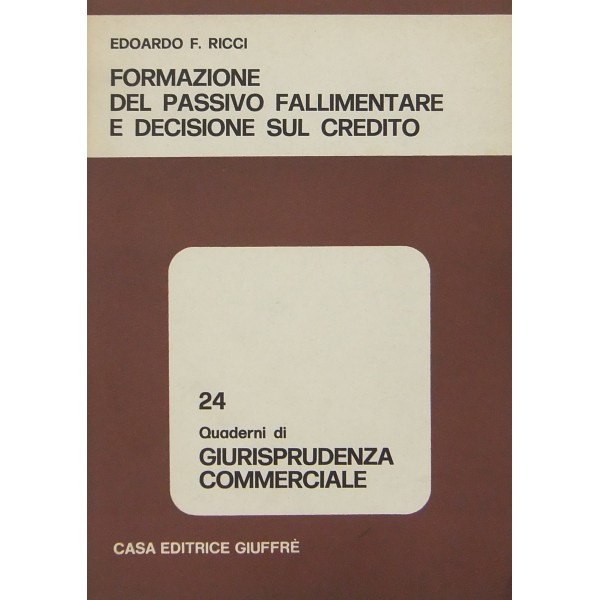 EDOARDO F. RICCI
FORMAZIONE
DEL PASSIVO FALLIMENTARE
E DECISIONE SUL CREDITO
24
Quaderni di
GIURISPRUDENZA
COMMERCIALE
CASA EDITRICE GIUFFRÈ